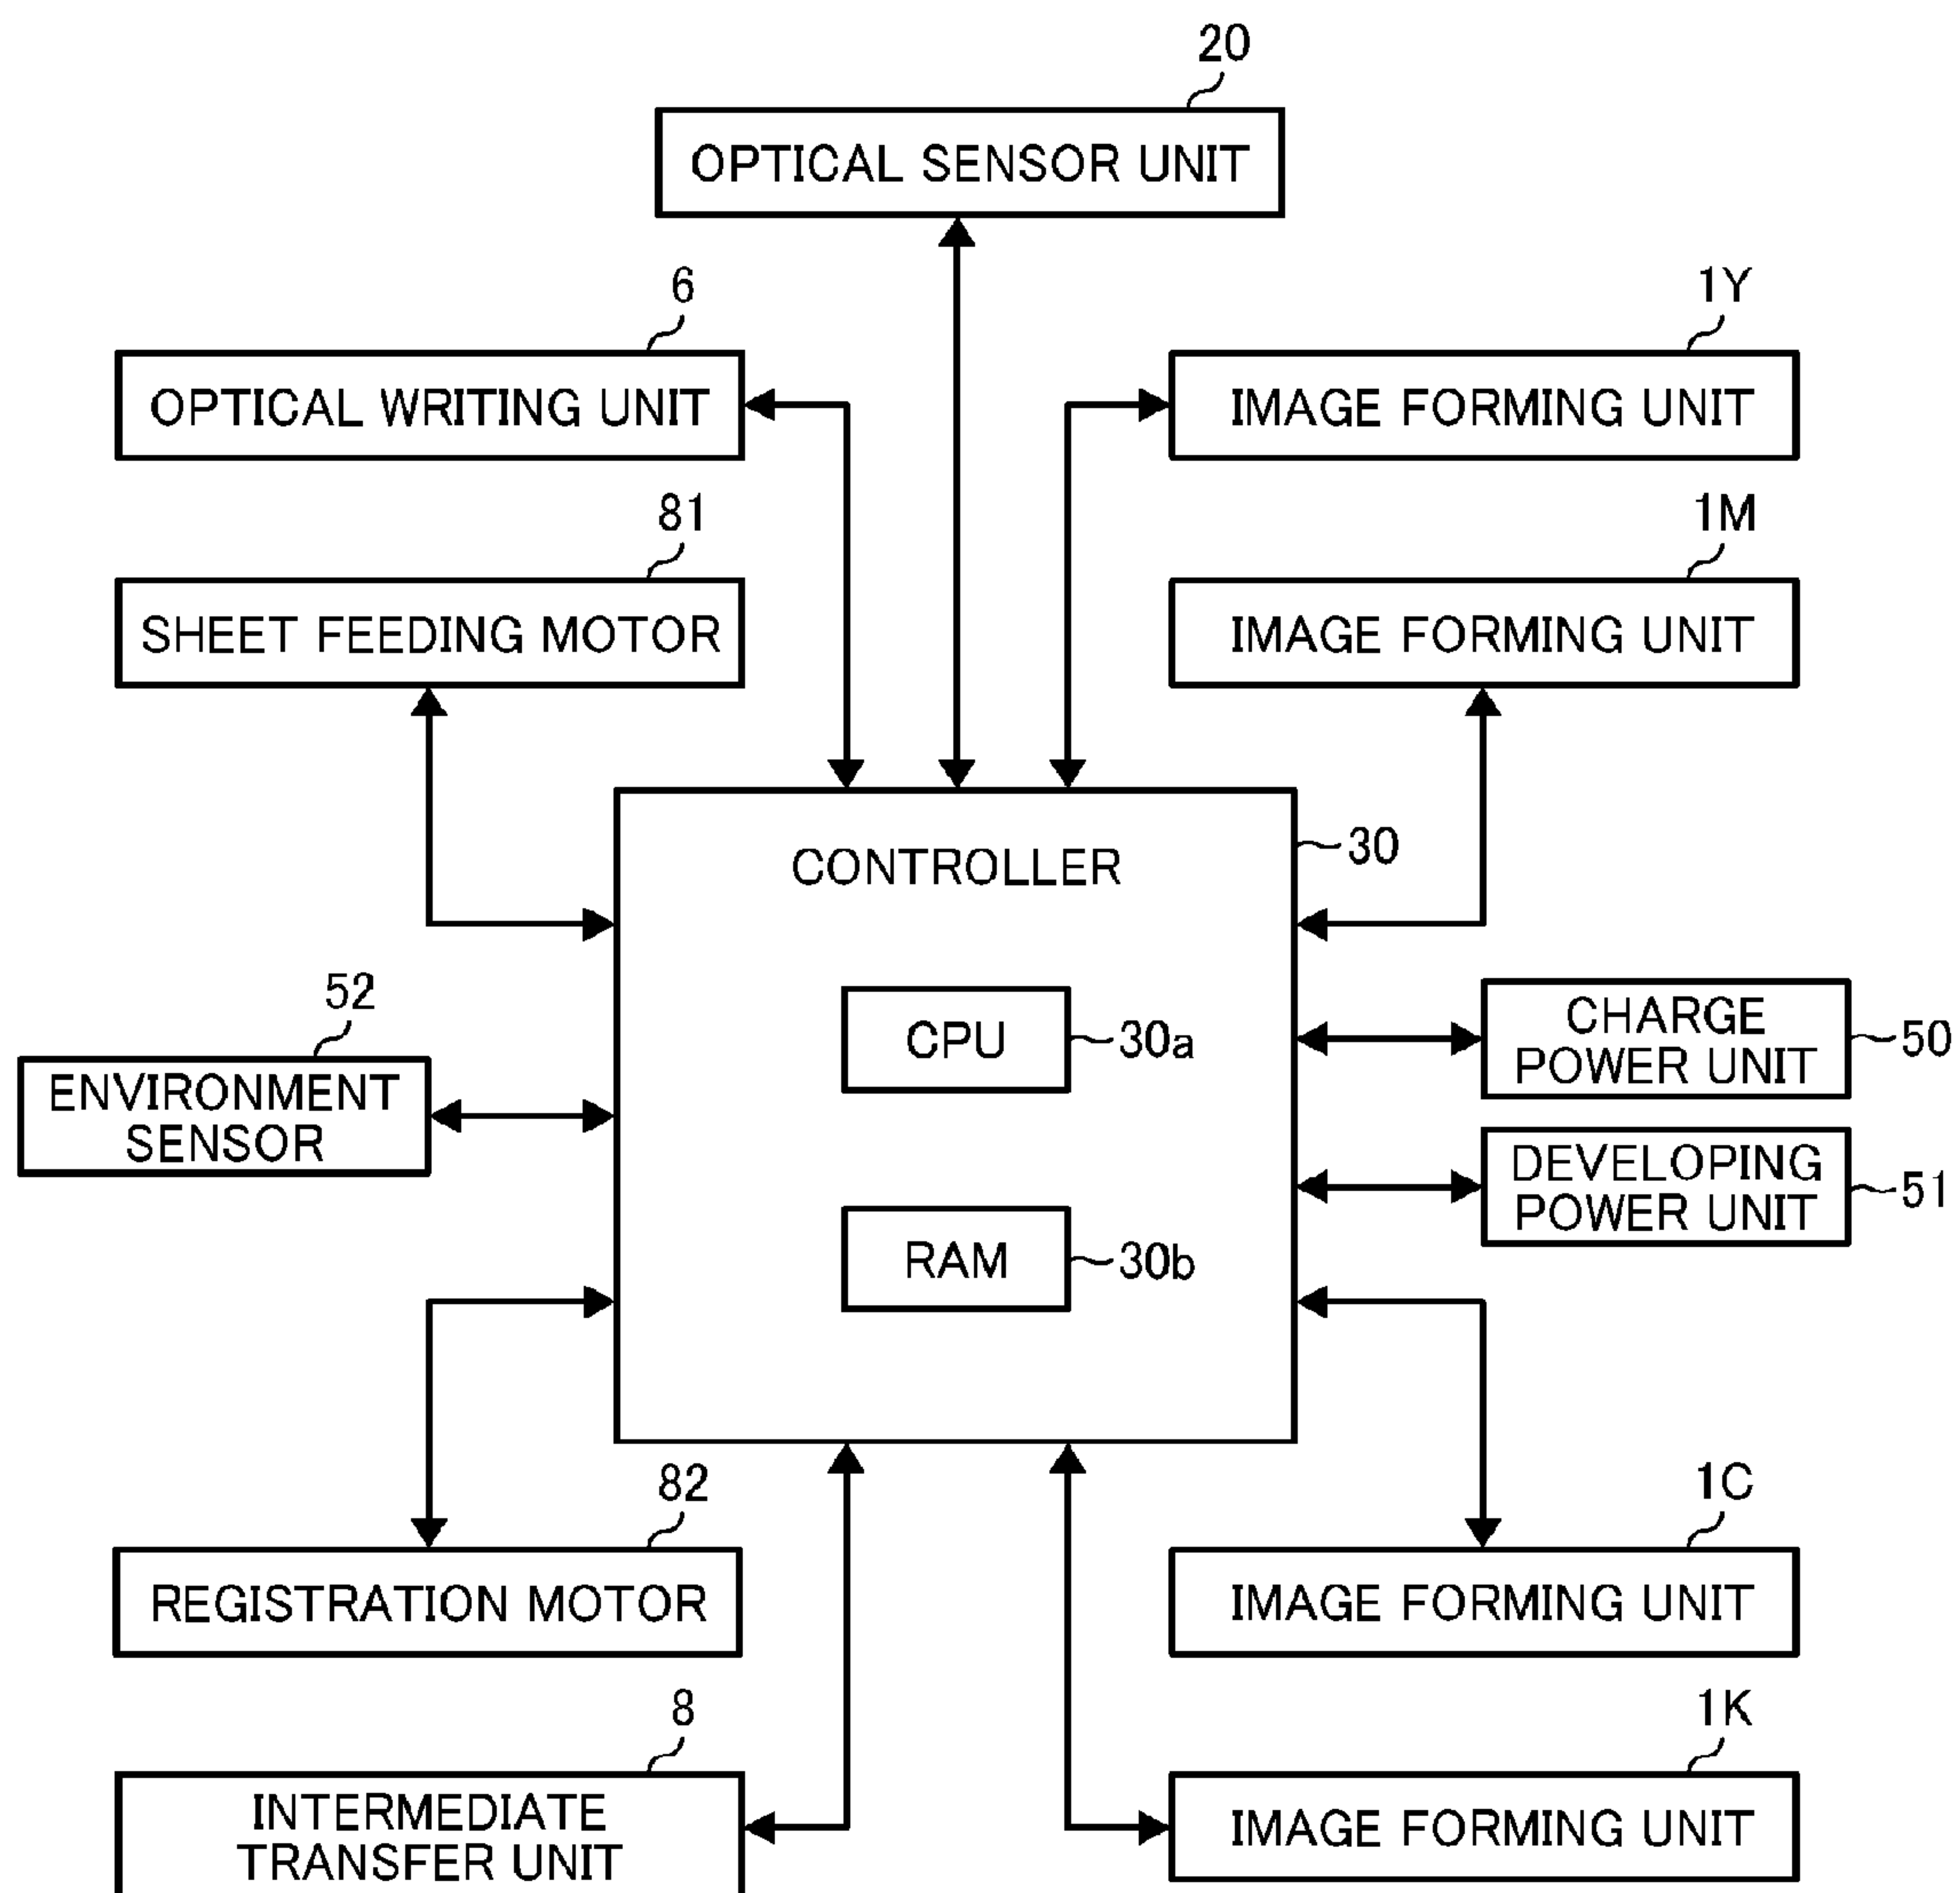 20
OPTICAL SENSOR UNIT
6
OPTICAL WRITING UNIT
1Y
IMAGE FORMING UNIT
81
SHEET FEEDING MOTOR
1M
IMAGE FORMING UNIT
CONTROLLER
30
52
ENVIRONMENT
SENSOR
CPU
30a
CHARGE
POWER UNIT
50
DEVELOPING
POWER UNIT
51
RAM
30b
82
REGISTRATION MOTOR
1C
IMAGE FORMING UNIT
8
INTERMEDIATE
TRANSFER UNIT
1K
IMAGE FORMING UNIT